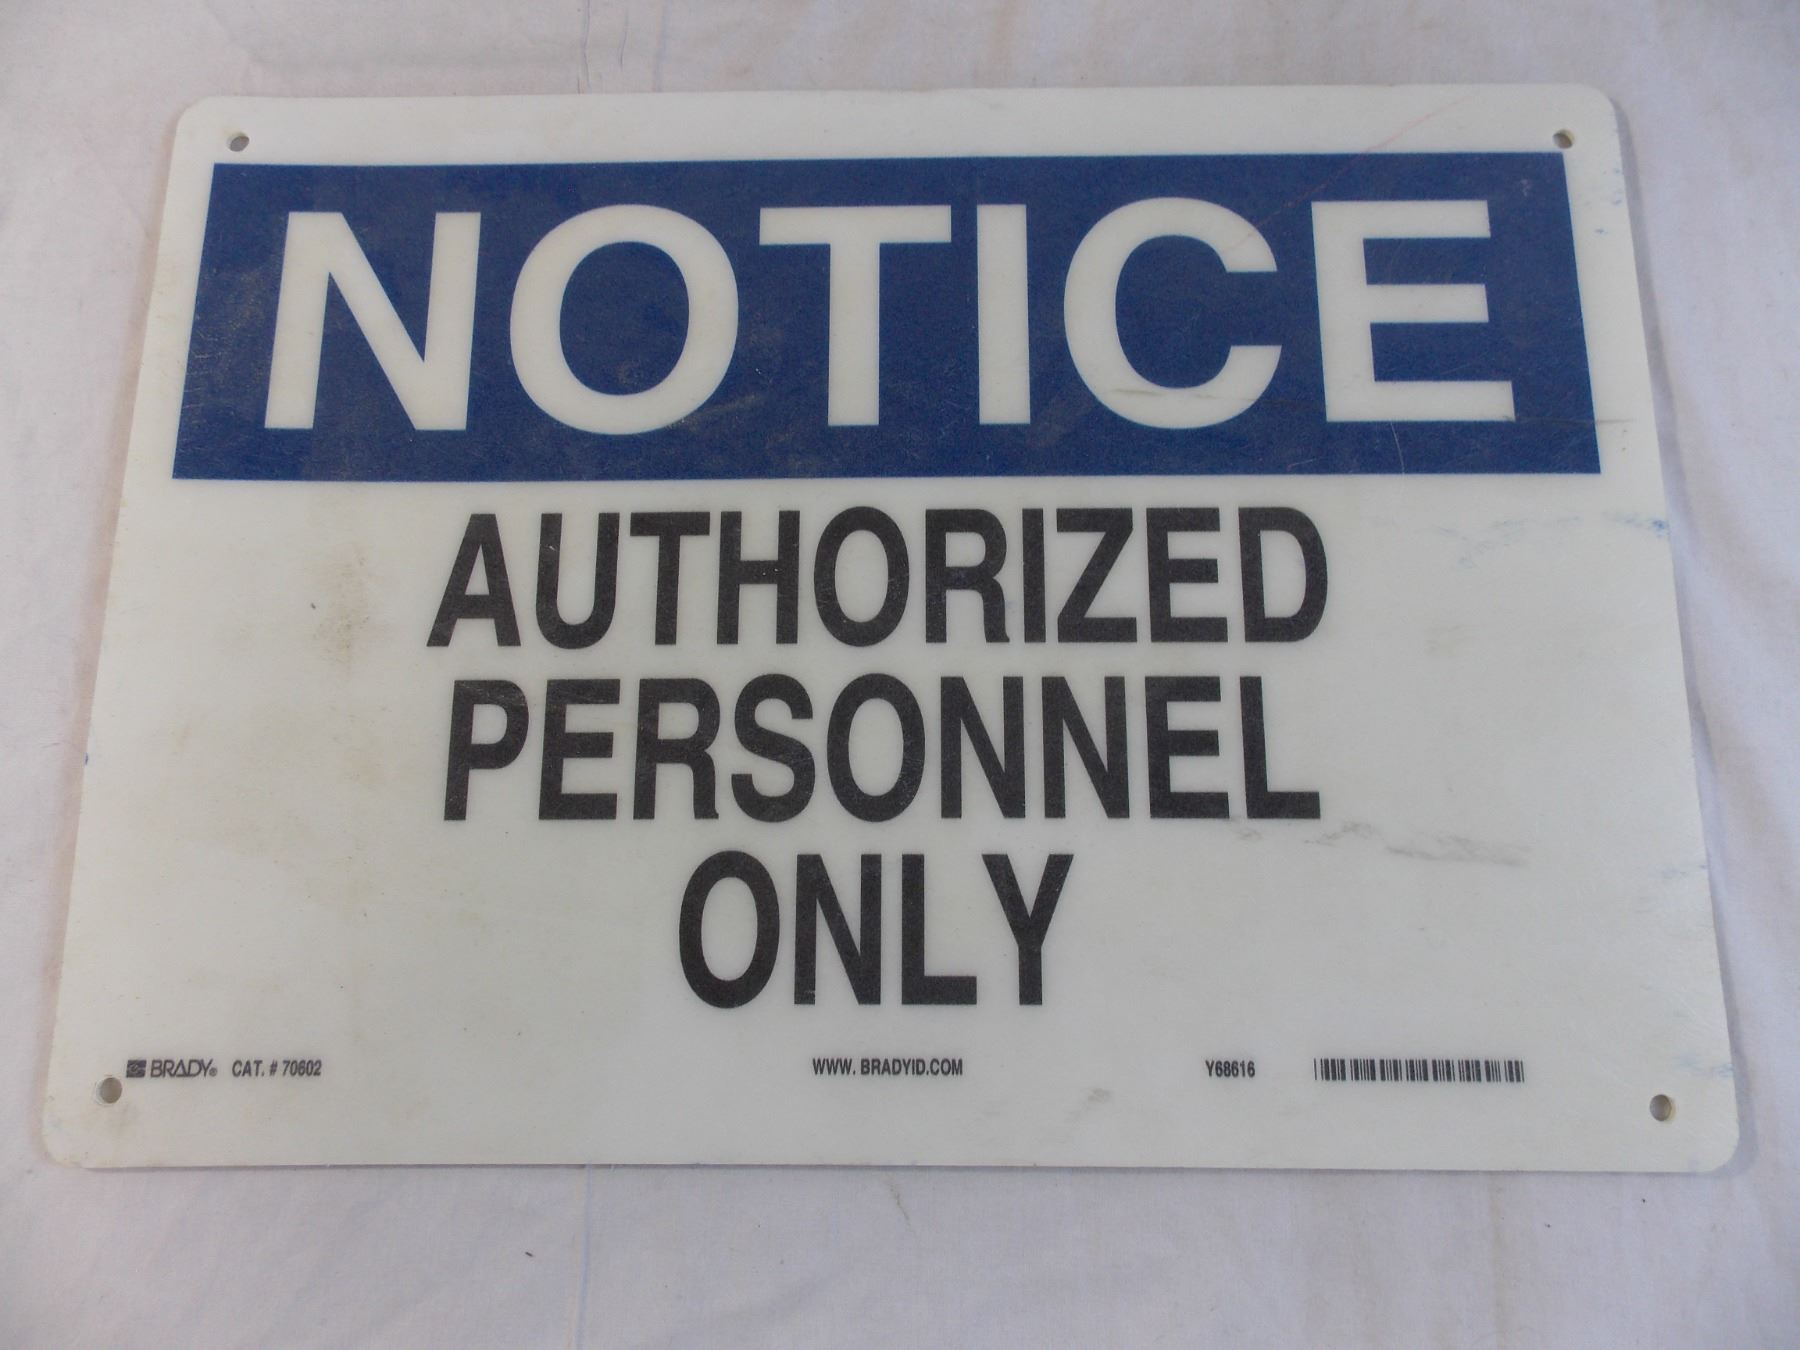 NOTICE
AUTHORIZED
PERSONNEL
ONLY
BRADY® CAT. # 70602 WWW. BRADYID.COM Y68616